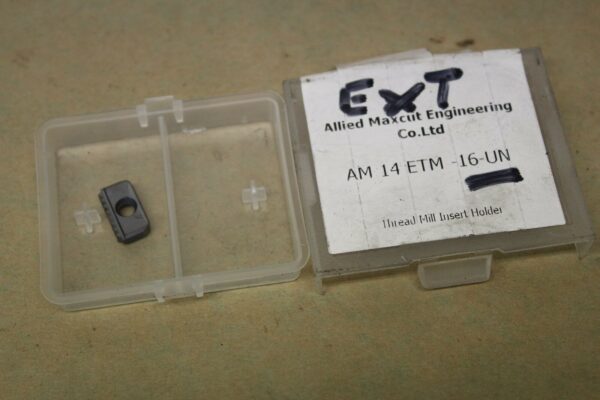 EXT
Allied Maxcut Engineering
Co.Ltd
AM 14 ETM -16-UN
Thread Mill Insert Holder